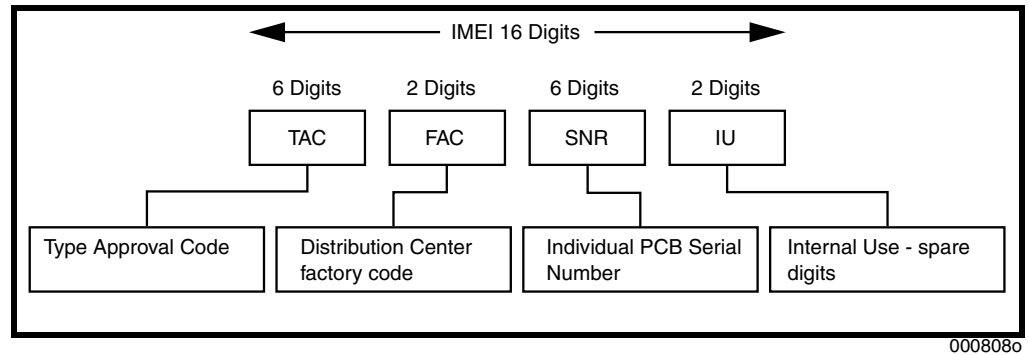 IMEI 16 Digits
6 Digits 2 Digits 6 Digits 2 Digits
TAC FAC SNR IU
Type Approval Code
Distribution Center
factory code
Individual PCB Serial
Number
Internal Use - spare
digits
000808o